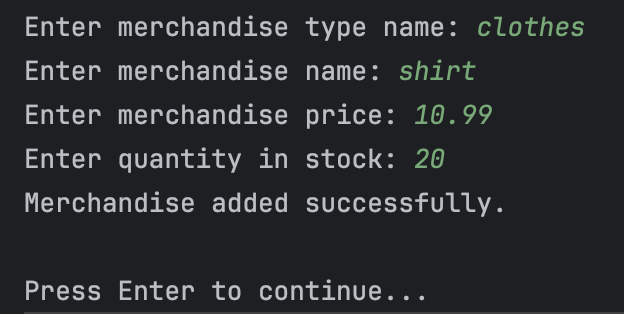 Enter merchandise type name: clothes
Enter merchandise name: shirt
Enter merchandise price: 10.99
Enter quantity in stock: 20
Merchandise added successfully.
Press Enter to continue...